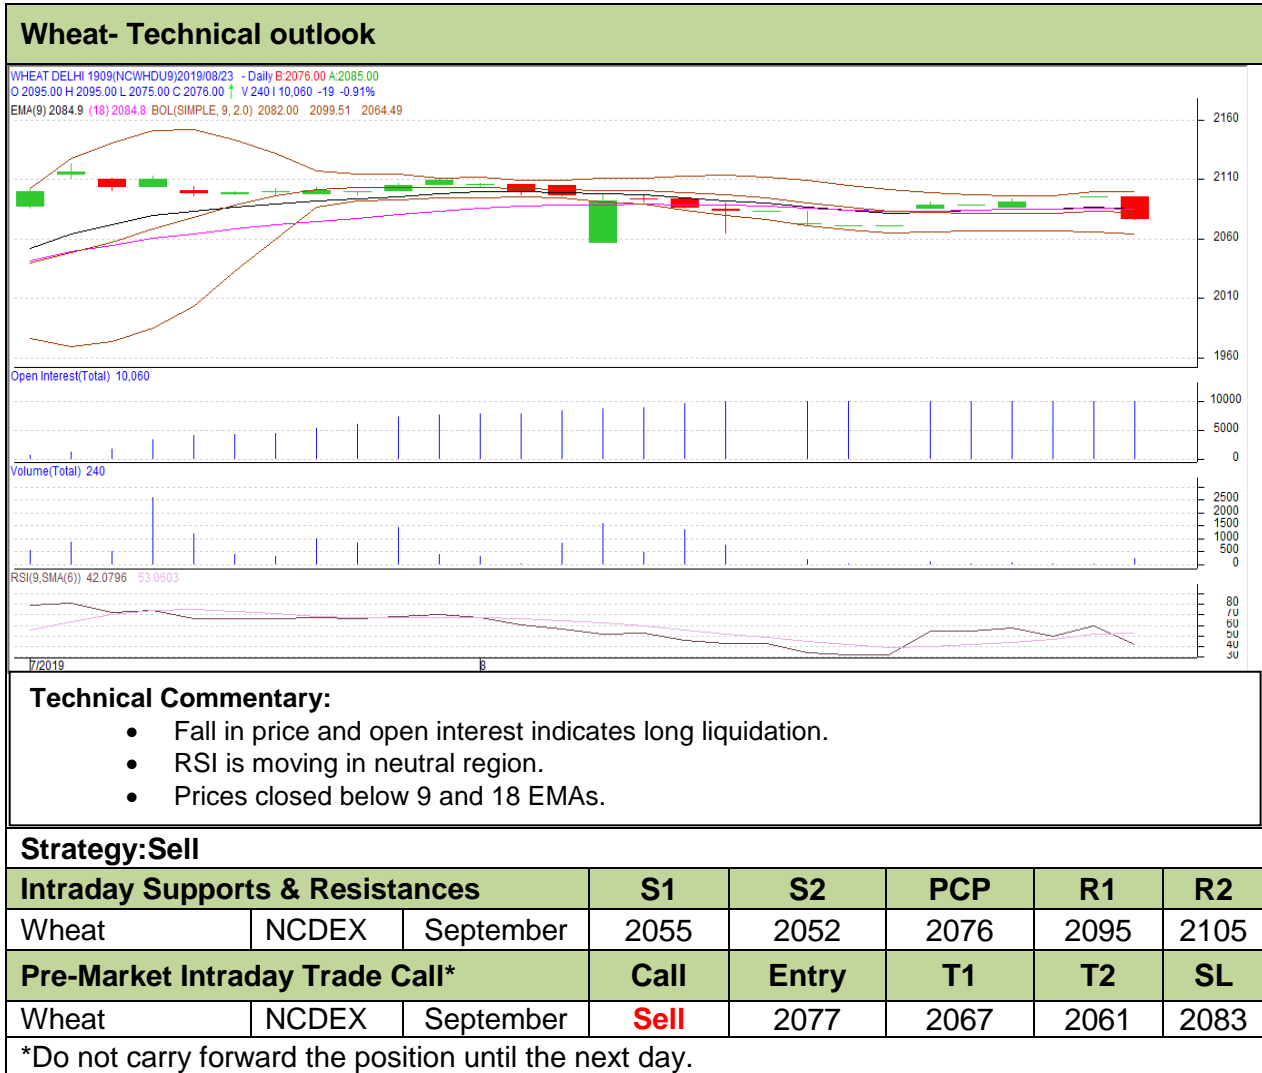 Wheat- Technical outlook
WHEAT DELHI 1909(NCWHDU9)2019/08/23 - Daily B:2076.00 A:2085.00
O 2095.00 H 2095.00 L 2075.00 C 2076.00 ↑ V 240 I 10,060 -19 -0.91%
EMA(9) 2084.9 (18) 2084.8 BOL(SIMPLE, 9, 2.0) 2082.00 2099.51 2064.49
2160
2110
2060
2010
1960
Open Interest(Total) 10,060
10000
5000
0
Volume(Total) 240
2500
2000
1500
1000
500
0
RSI(9,SMA(6)) 42.0796 53.0603
80
70
60
50
40
30
7/2019 8
Technical Commentary:
• Fall in price and open interest indicates long liquidation.
• RSI is moving in neutral region.
• Prices closed below 9 and 18 EMAs.
Strategy:Sell
Intraday Supports & Resistances S1 S2 PCP R1 R2
Wheat NCDEX September 2055 2052 2076 2095 2105
Pre-Market Intraday Trade Call* Call Entry T1 T2 SL
Wheat NCDEX September Sell 2077 2067 2061 2083
*Do not carry forward the position until the next day.